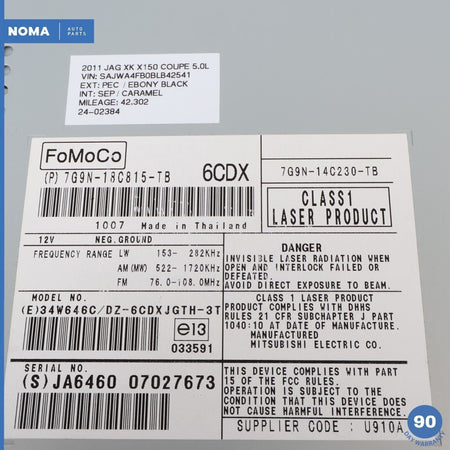 NOMA AUTO PARTS
2011 JAG XK X150 COUPE 5.0L
VIN: SAJWA4FB0BLB42541
EXT: PEC / EBONY BLACK
INT: SEP / CARAMEL
MILEAGE: 42,302
24-02384
FoMoCo
(P) 7G9N-18C815-TB 6CDX
7G9N-14C230-TB
CLASS1
LASER PRODUCT
1007 Made in Thailand
12V NEG.GROUND
FREQUENCY RANGE LW 153- 282KHz
AM (MW) 522-1720KHz
FM 76.0-108.0MHz
DANGER
INVISIBLE LASER RADIATION WHEN
OPEN AND INTERLOCK FAILED OR
DEFEATED.
AVOID DIRECT EXPOSURE TO BEAM.
MODEL NO.
(E)34W646C/DZ-6CDXJGTH-3T
e13
033591
CLASS 1 LASER PRODUCT
PRODUCT COMPLIES WITH DHHS
RULES 21 CFR SUBCHAPTER J PART
1040:10 AT DATE OF MANUFACTURE.
MANUFACTURED
MITSUBISHI ELECTRIC CO.
SERIAL NO.
(S)JA6460 07027673
THIS DEVICE COMPLIES WITH PART
15 OF THE FCC RULES.
OPERATION IS SUBJECT TO THE
CONDITION THAT THIS DEVICE DOES
NOT CAUSE HARMFUL INTERFERENCE.
SUPPLIER CODE : U910A
90
DAY WARRANTY